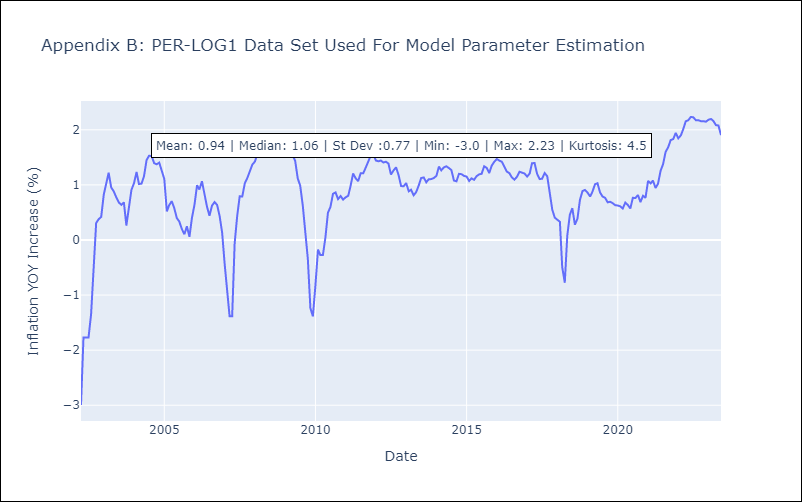 Appendix B: PER-LOG1 Data Set Used For Model Parameter Estimation
Mean: 0.94 | Median: 1.06 | St Dev :0.77 | Min: -3.0 | Max: 2.23 | Kurtosis: 4.5
Inflation YOY Increase (%)
2
1
0
−1
−2
−3
2005 2010 2015 2020
Date